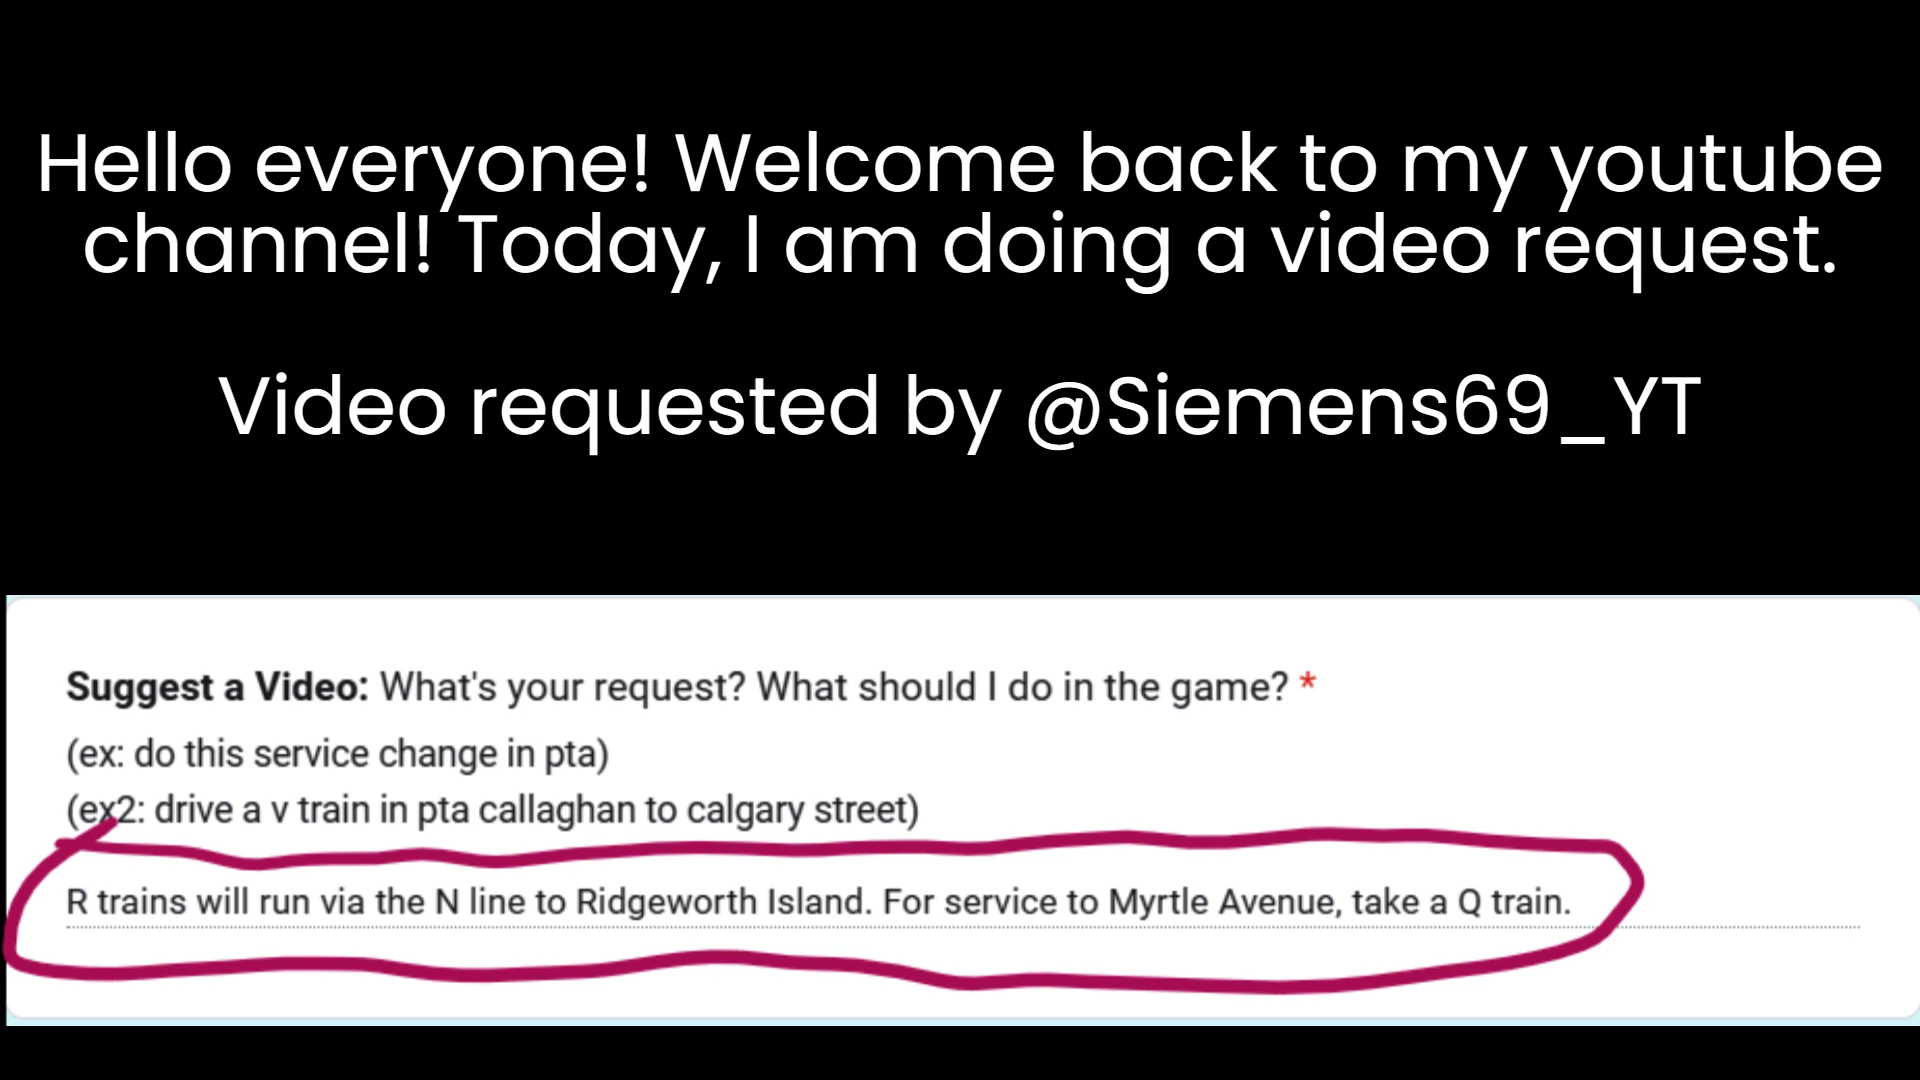 Hello everyone! Welcome back to my youtube
channel! Today, I am doing a video request.
Video requested by @Siemens69_YT
Suggest a Video: What's your request? What should I do in the game? *
(ex: do this service change in pta)
(ex2: drive a v train in pta callaghan to calgary street)
R trains will run via the N line to Ridgeworth Island. For service to Myrtle Avenue, take a Q train.